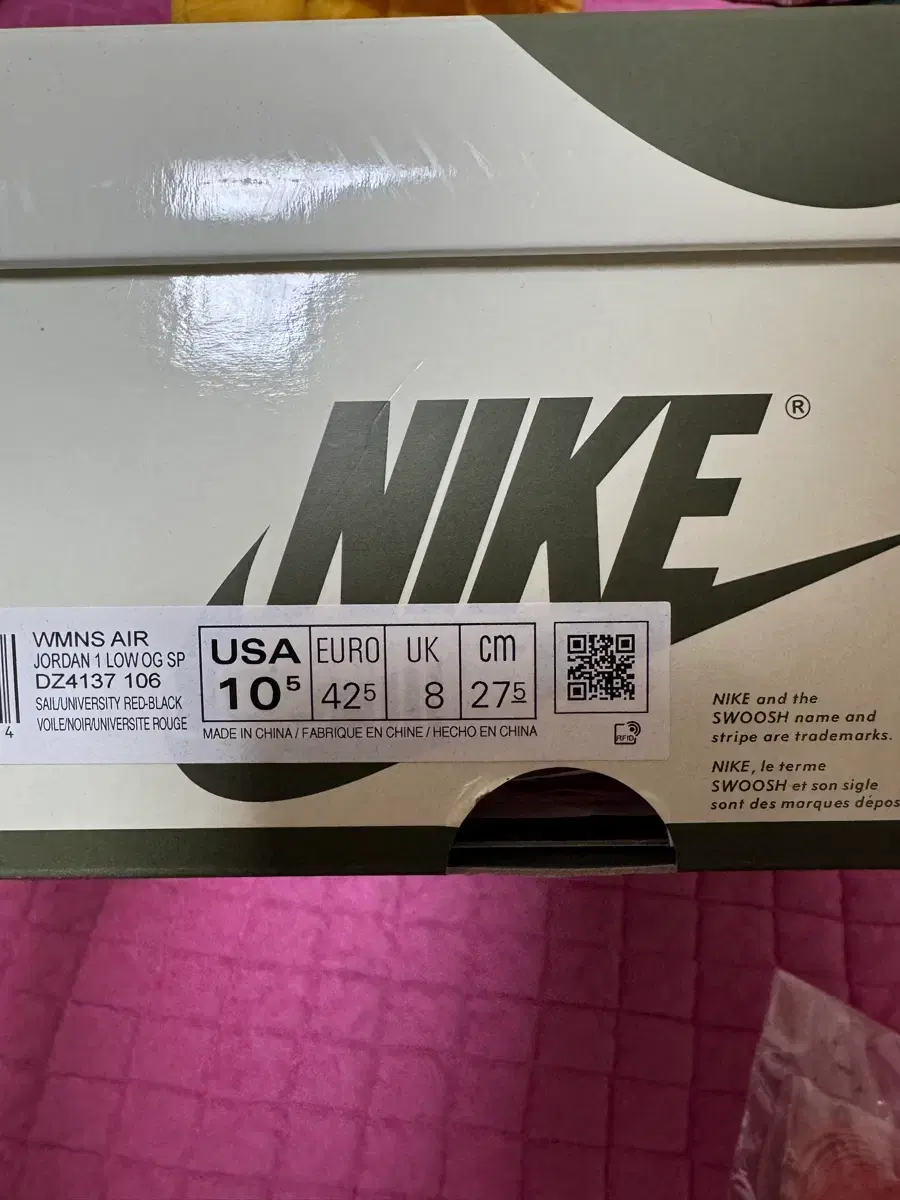 NIKE®
4
WMNS AIR
JORDAN 1 LOW OG SP
DZ4137 106
SAIL/UNIVERSITY RED-BLACK
VOILE/NOIR/UNIVERSITE ROUGE
USA EURO UK cm
10⁵ 42⁵ 8 27⁵
MADE IN CHINA / FABRIQUE EN CHINE / HECHO EN CHINA
RFID
NIKE and the
SWOOSH name and
stripe are trademarks.
NIKE, le terme
SWOOSH et son sigle
sont des marques dépos